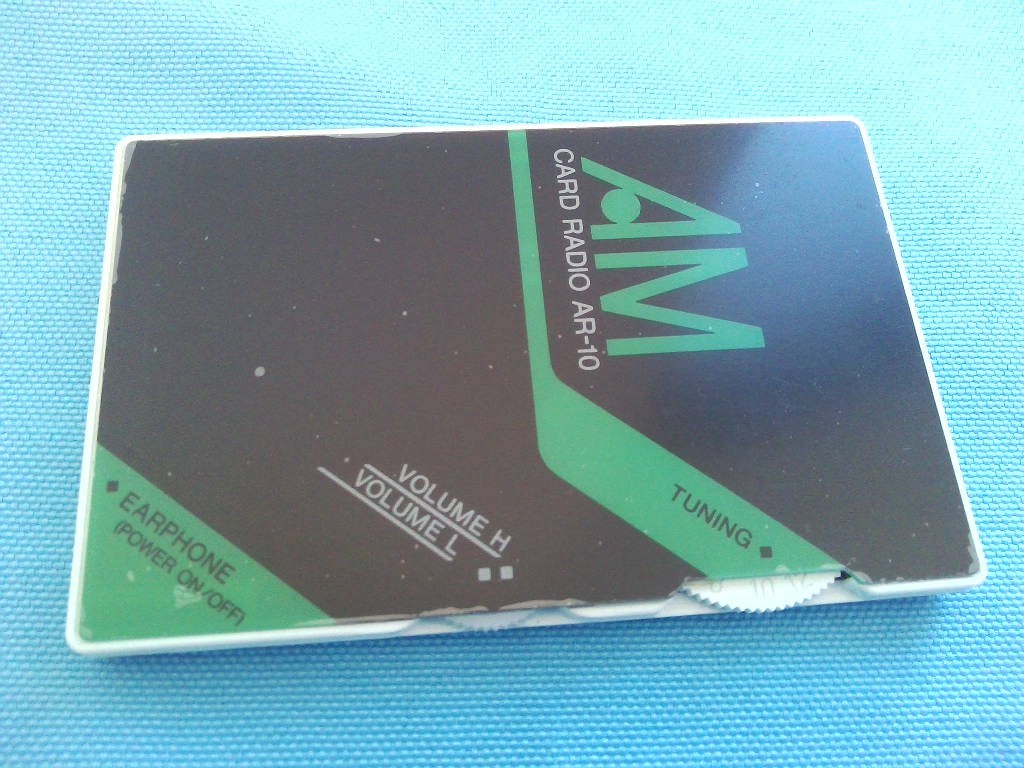 AM
CARD RADIO AR-10
TUNING
VOLUME H
VOLUME L
EARPHONE
(POWER ON/OFF)